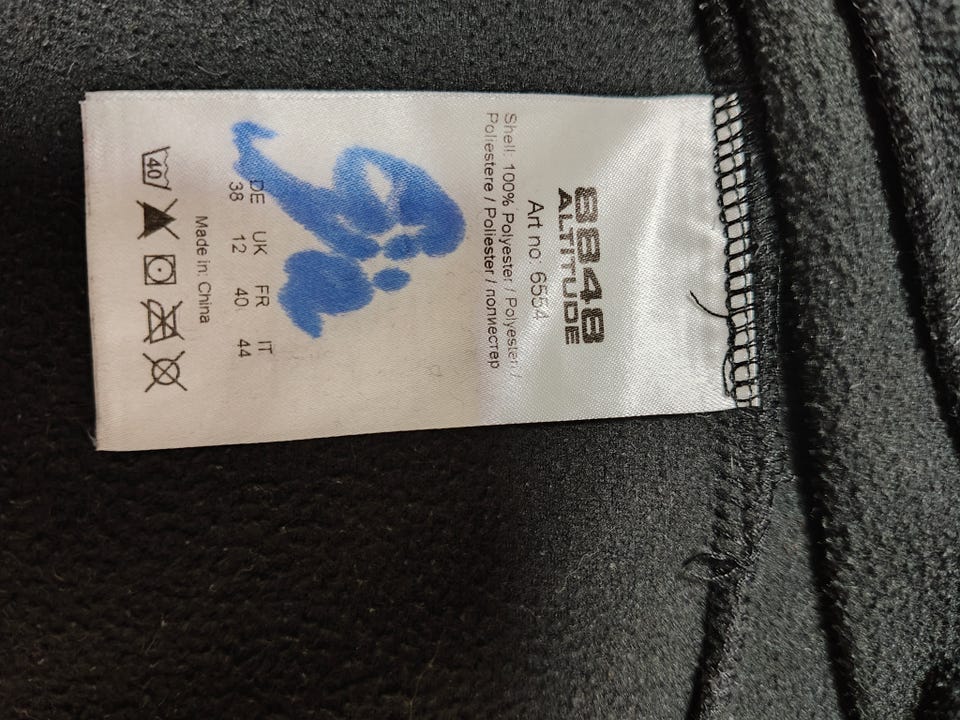 8848
ALTITUDE
Art no: 6554
Shell: 100% Polyester / Polyester /
Poliestere / Poliester / полиестер
DE UK FR IT
38 12 40 44
Made in: China
40